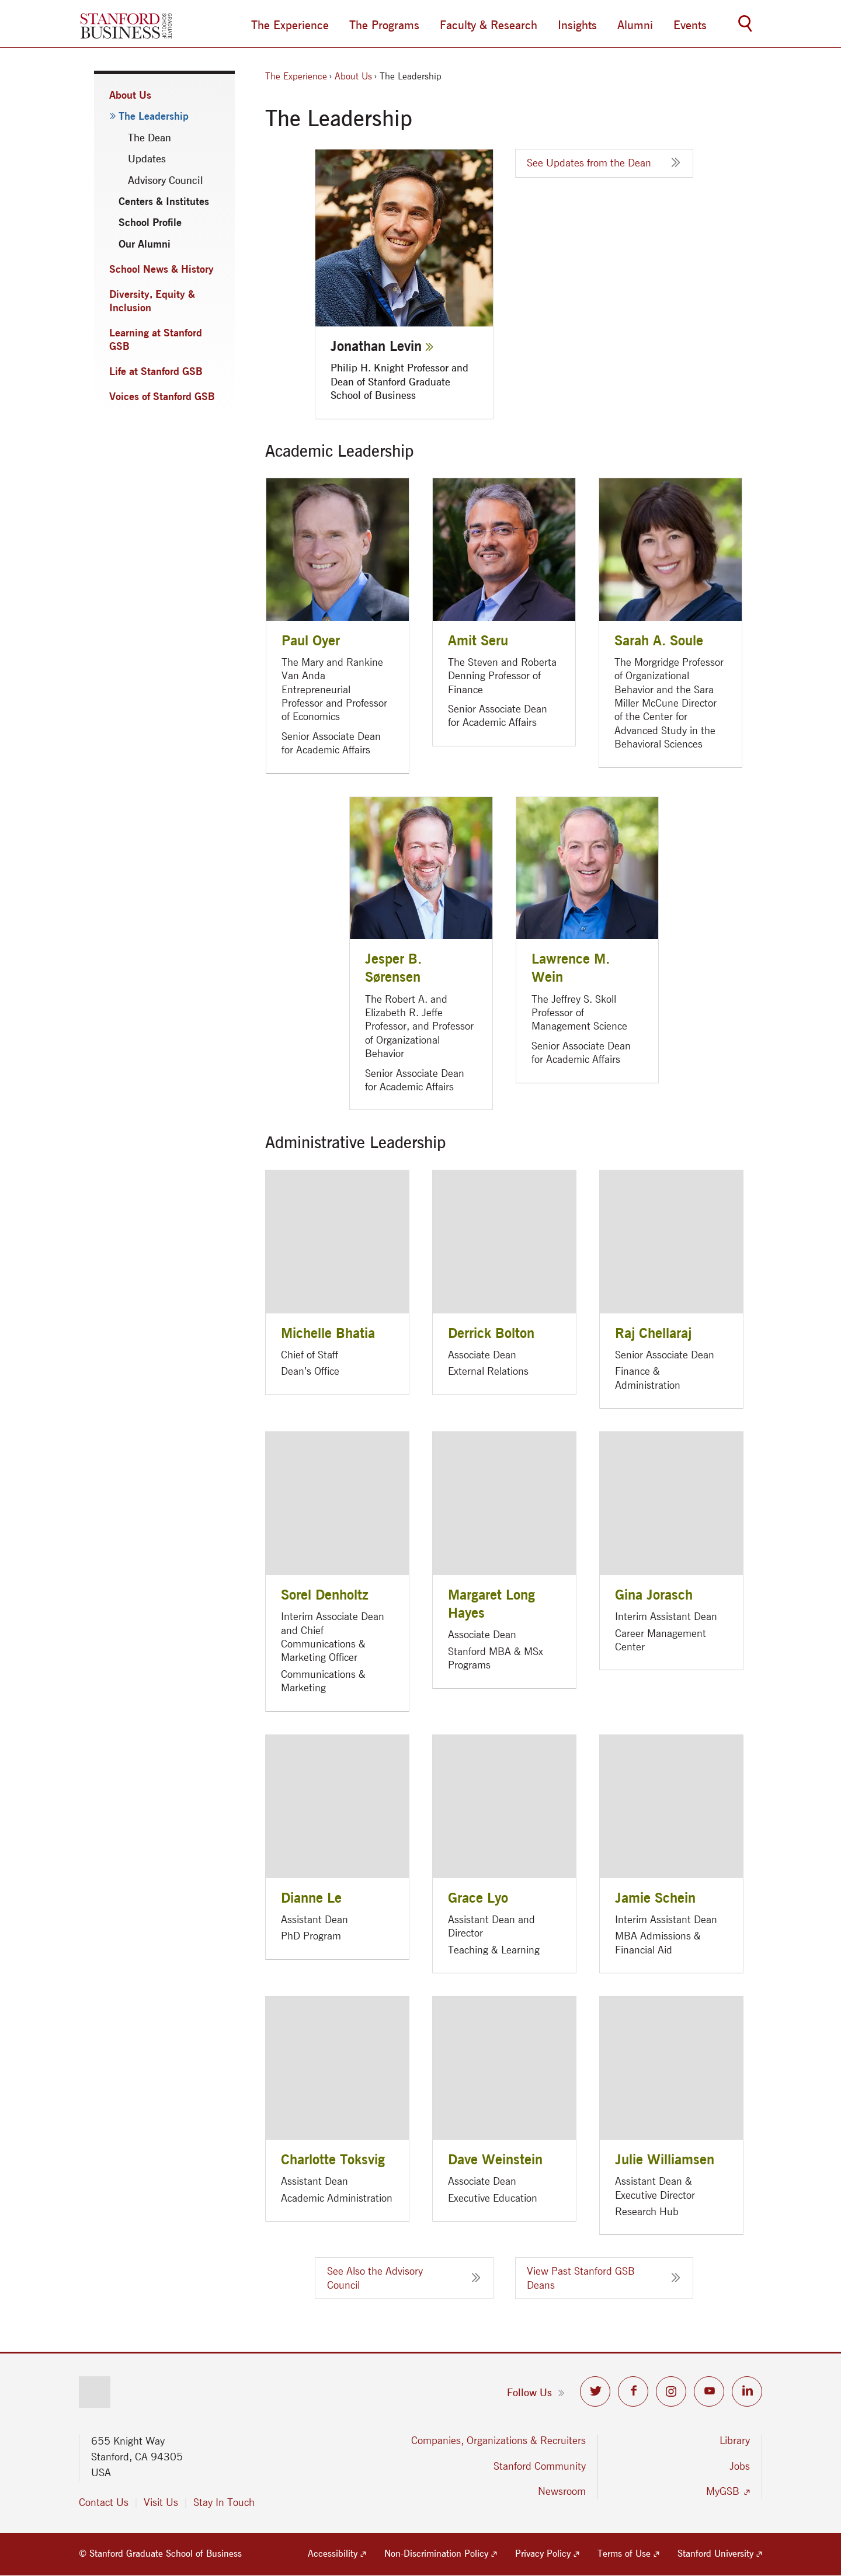 STANFORD
BUSINESS
GRADUATE
SCHOOL OF
The Experience
The Programs
Faculty & Research
Insights
Alumni
Events
About Us
The Leadership
The Dean
Updates
Advisory Council
Centers & Institutes
School Profile
Our Alumni
School News & History
Diversity, Equity &
Inclusion
Learning at Stanford
GSB
Life at Stanford GSB
Voices of Stanford GSB
The Experience › About Us › The Leadership
The Leadership
Jonathan Levin
Philip H. Knight Professor and
Dean of Stanford Graduate
School of Business
See Updates from the Dean
Academic Leadership
Paul Oyer
The Mary and Rankine
Van Anda
Entrepreneurial
Professor and Professor
of Economics
Senior Associate Dean
for Academic Affairs
Amit Seru
The Steven and Roberta
Denning Professor of
Finance
Senior Associate Dean
for Academic Affairs
Sarah A. Soule
The Morgridge Professor
of Organizational
Behavior and the Sara
Miller McCune Director
of the Center for
Advanced Study in the
Behavioral Sciences
Jesper B.
Sørensen
The Robert A. and
Elizabeth R. Jeffe
Professor, and Professor
of Organizational
Behavior
Senior Associate Dean
for Academic Affairs
Lawrence M.
Wein
The Jeffrey S. Skoll
Professor of
Management Science
Senior Associate Dean
for Academic Affairs
Administrative Leadership
Michelle Bhatia
Chief of Staff
Dean's Office
Derrick Bolton
Associate Dean
External Relations
Raj Chellaraj
Senior Associate Dean
Finance &
Administration
Sorel Denholtz
Interim Associate Dean
and Chief
Communications &
Marketing Officer
Communications &
Marketing
Margaret Long
Hayes
Associate Dean
Stanford MBA & MSx
Programs
Gina Jorasch
Interim Assistant Dean
Career Management
Center
Dianne Le
Assistant Dean
PhD Program
Grace Lyo
Assistant Dean and
Director
Teaching & Learning
Jamie Schein
Interim Assistant Dean
MBA Admissions &
Financial Aid
Charlotte Toksvig
Assistant Dean
Academic Administration
Dave Weinstein
Associate Dean
Executive Education
Julie Williamsen
Assistant Dean &
Executive Director
Research Hub
See Also the Advisory
Council
View Past Stanford GSB
Deans
Follow Us
655 Knight Way
Stanford, CA 94305
USA
Contact Us
Visit Us
Stay In Touch
Companies, Organizations & Recruiters
Stanford Community
Newsroom
Library
Jobs
MyGSB
© Stanford Graduate School of Business
Accessibility
Non-Discrimination Policy
Privacy Policy
Terms of Use
Stanford University